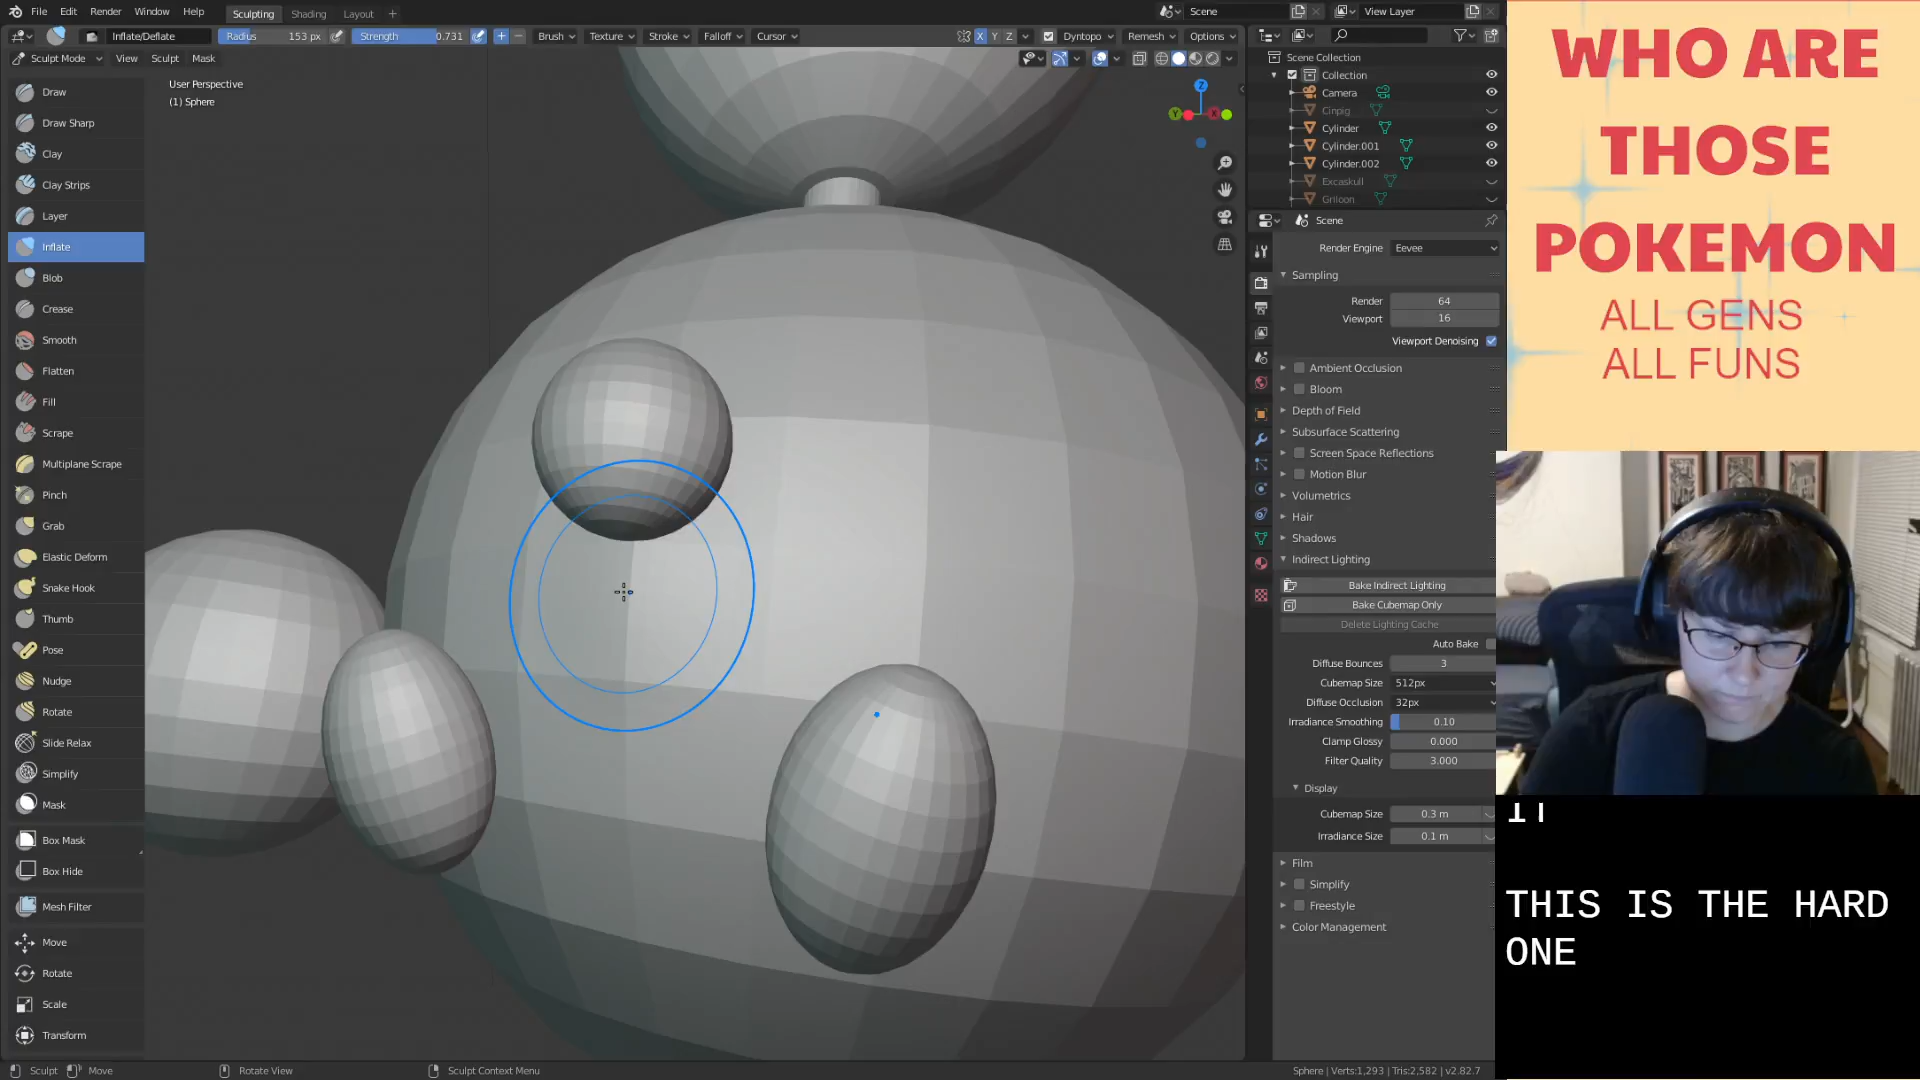 File Edit Render Window Help Sculpting Shading Layout + Scene View Layer
Inflate/Deflate Radius 153 px Strength 0.731 + − Brush Texture Stroke Falloff Cursor X Y Z Dyntopo Remesh Options
Sculpt Mode View Sculpt Mask
User Perspective
(1) Sphere
Draw
Draw Sharp
Clay
Clay Strips
Layer
Inflate
Blob
Crease
Smooth
Flatten
Fill
Scrape
Multiplane Scrape
Pinch
Grab
Elastic Deform
Snake Hook
Thumb
Pose
Nudge
Rotate
Slide Relax
Simplify
Mask
Box Mask
Box Hide
Mesh Filter
Move
Rotate
Scale
Transform
Z
Y
X
Scene Collection
Collection
Camera
Cinpig
Cylinder
Cylinder.001
Cylinder.002
Excaskull
Griloon
Scene
Render Engine Eevee
Sampling
Render 64
Viewport 16
Viewport Denoising
Ambient Occlusion
Bloom
Depth of Field
Subsurface Scattering
Screen Space Reflections
Motion Blur
Volumetrics
Hair
Shadows
Indirect Lighting
Bake Indirect Lighting
Bake Cubemap Only
Delete Lighting Cache
Auto Bake
Diffuse Bounces 3
Cubemap Size 512px
Diffuse Occlusion 32px
Irradiance Smoothing 0.10
Clamp Glossy 0.000
Filter Quality 3.000
Display
Cubemap Size 0.3 m
Irradiance Size 0.1 m
Film
Simplify
Freestyle
Color Management
WHO ARE
THOSE
POKEMON
ALL GENS
ALL FUNS
THIS IS THE HARD
ONE
Sculpt Move Rotate View Sculpt Context Menu Sphere | Verts:1,293 | Tris:2,582 | v2.82.7